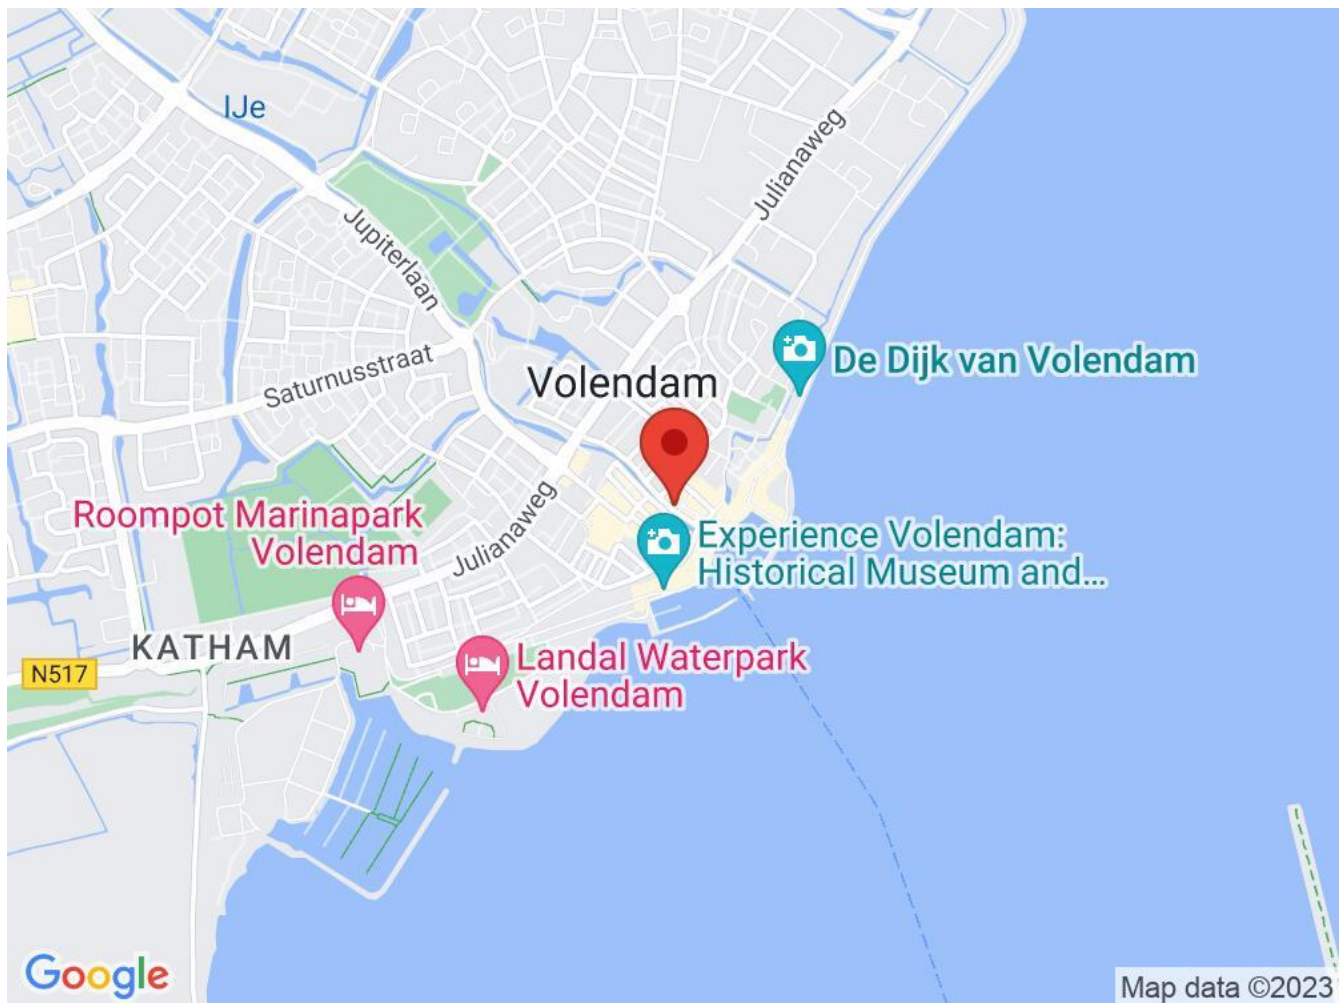 IJe
Julianaweg
Jupiterlaan
De Dijk van Volendam
Saturnusstraat
Volendam
Roompot Marinapark
Volendam
Julianaweg
Experience Volendam:
Historical Museum and...
KATHAM
N517
Landal Waterpark
Volendam
Google
Map data ©2023